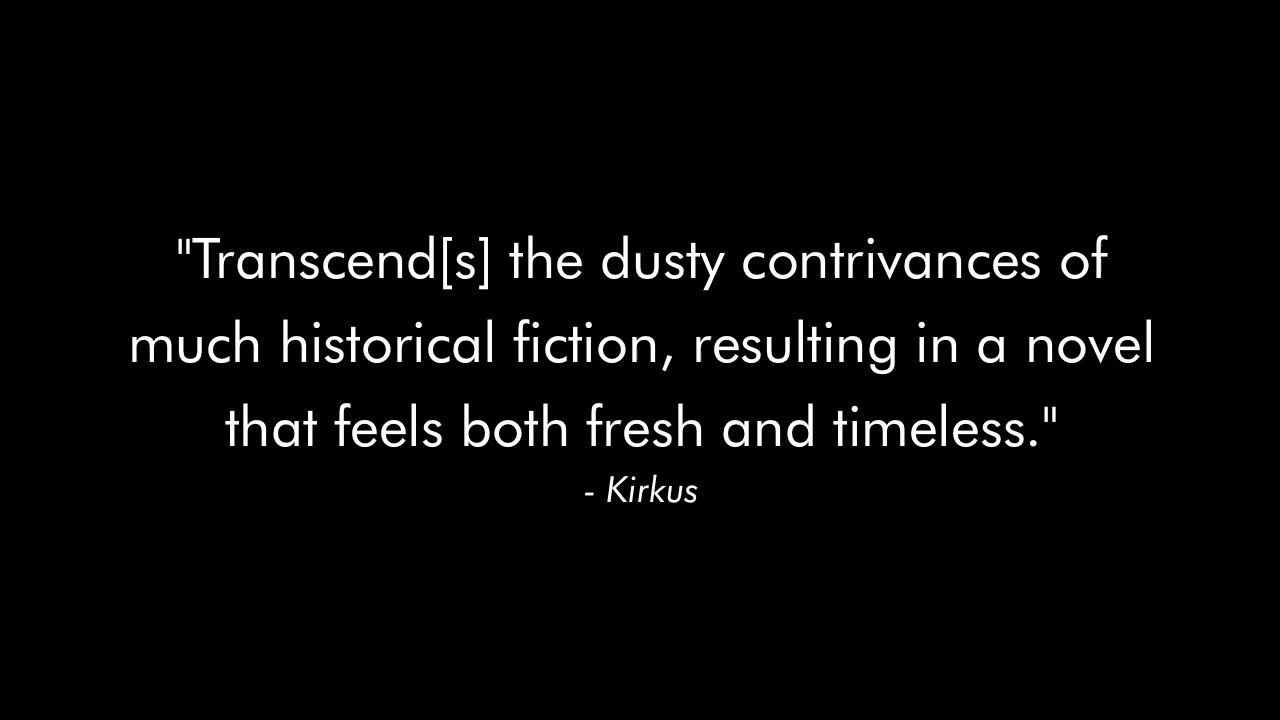 "Transcend[s] the dusty contrivances of
much historical fiction, resulting in a novel
that feels both fresh and timeless."
- Kirkus